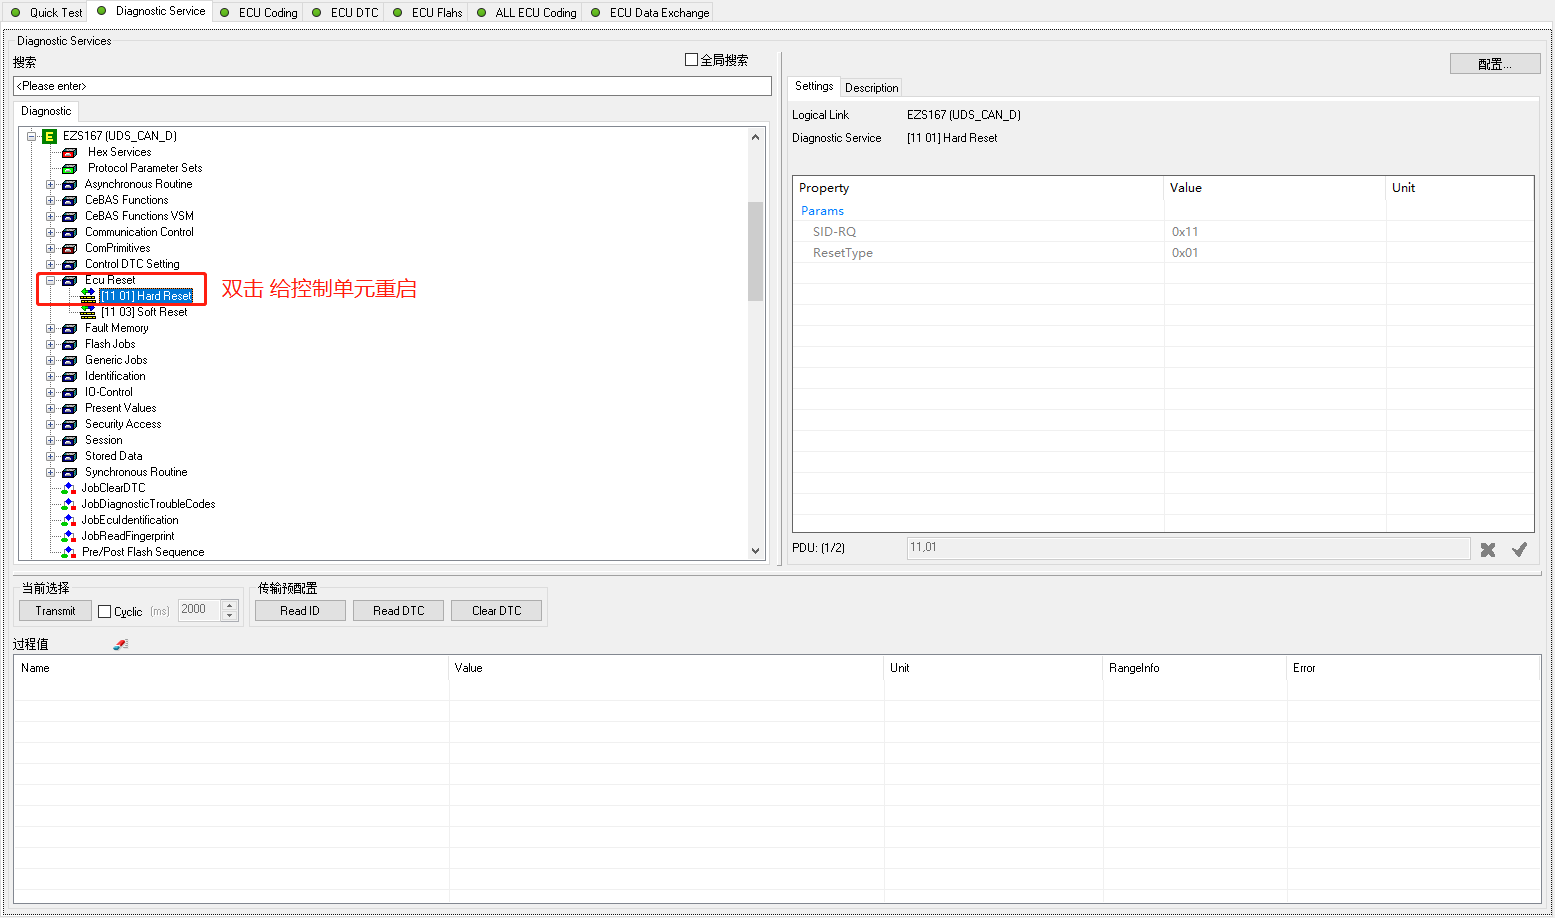 Quick Test
Diagnostic Service
ECU Coding
ECU DTC
ECU Flahs
ALL ECU Coding
ECU Data Exchange
Diagnostic Services
搜索
全局搜索
<Please enter>
Diagnostic
EZS167 (UDS_CAN_D)
Hex Services
Protocol Parameter Sets
Asynchronous Routine
CeBAS Functions
CeBAS Functions VSM
Communication Control
ComPrimitives
Control DTC Setting
Ecu Reset
[11 01] Hard Reset
双击 给控制单元重启
[11 03] Soft Reset
Fault Memory
Flash Jobs
Generic Jobs
Identification
IO-Control
Present Values
Security Access
Session
Stored Data
Synchronous Routine
JobClearDTC
JobDiagnosticTroubleCodes
JobEcuIdentification
JobReadFingerprint
Pre/Post Flash Sequence
配置...
Settings
Description
Logical Link EZS167 (UDS_CAN_D)
Diagnostic Service [11 01] Hard Reset
Property Value Unit
Params
SID-RQ 0x11
ResetType 0x01
PDU: (1/2) 11,01
当前选择
Transmit Cyclic [ms] 2000
传输预配置
Read ID Read DTC Clear DTC
过程值
Name Value Unit RangeInfo Error